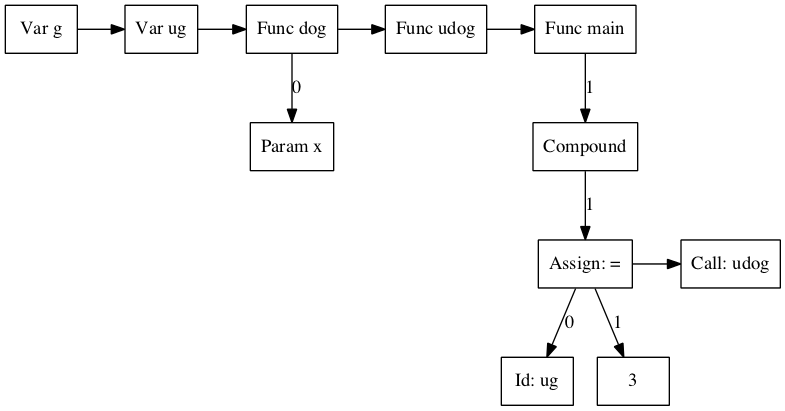 Var g
Var ug
Func dog
Func udog
Func main
0
1
Param x
Compound
1
Assign: =
Call: udog
0
1
Id: ug
3